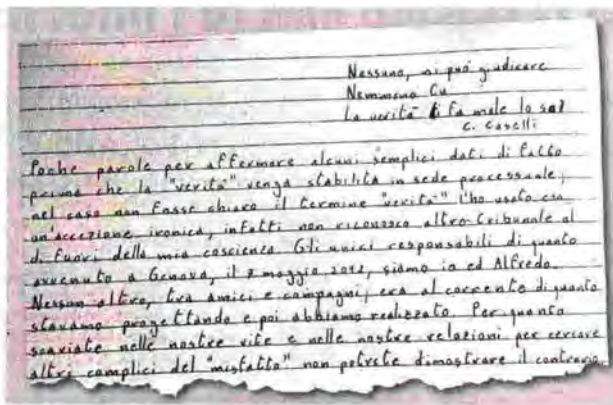 Nessuno, mi può giudicare
Nemmeno tu
La verità ti fa male lo sai
C. Caselli
Poche parole per affermare alcuni semplici dati di fatto
prima che la "verità" venga stabilita in sede processuale;
nel caso non fosse chiaro il termine "verità" l'ho usato con
un'accezione ironica, infatti non riconosco altro tribunale al
di fuori della mia coscienza. Gli unici responsabili di quanto
avvenuto a Genova, il 7 maggio 2012, siamo io ed Alfredo.
Nessun altro, tra amici e compagni, era al corrente di quanto
stavamo progettando e poi abbiamo realizzato. Per quanto
scaviate nelle nostre vite e nelle nostre relazioni per cercare
altri complici del "misfatto" non potrete dimostrare il contrario.